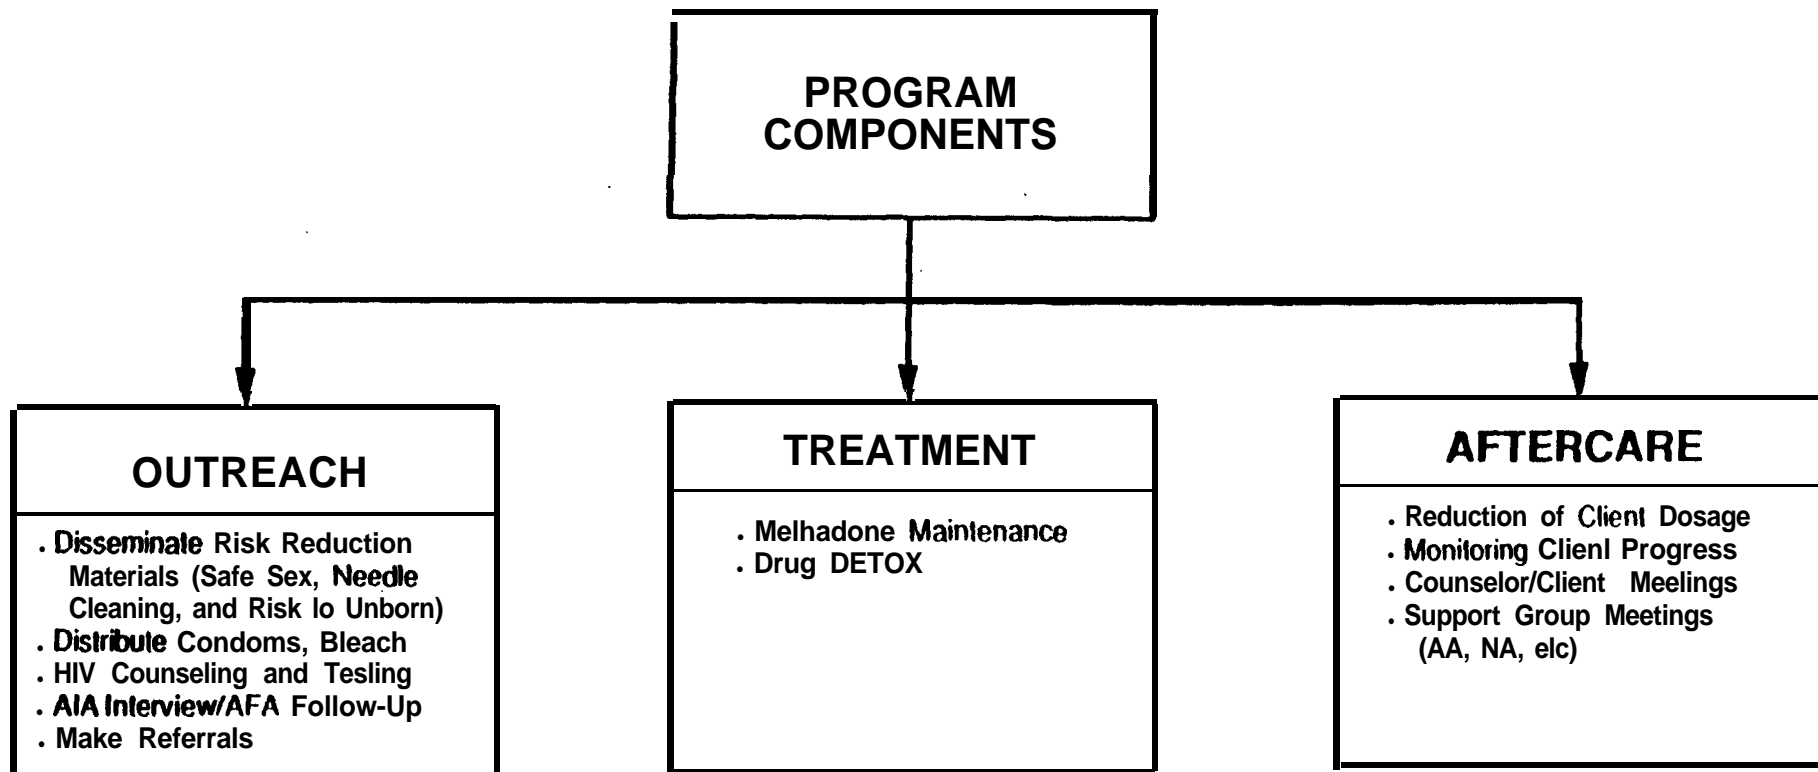 PROGRAM
COMPONENTS
OUTREACH
. Disseminate Risk Reduction
Materials (Safe Sex, Needle
Cleaning, and Risk lo Unborn)
. Distribute Condoms, Bleach
. HIV Counseling and Tesling
. AIA Interview/AFA Follow-Up
. Make Referrals
TREATMENT
. Melhadone Maintenance
. Drug DETOX
AFTERCARE
. Reduction of Client Dosage
. Monitoring Clienl Progress
. Counselor/Client Meelings
. Support Group Meetings
(AA, NA, elc)